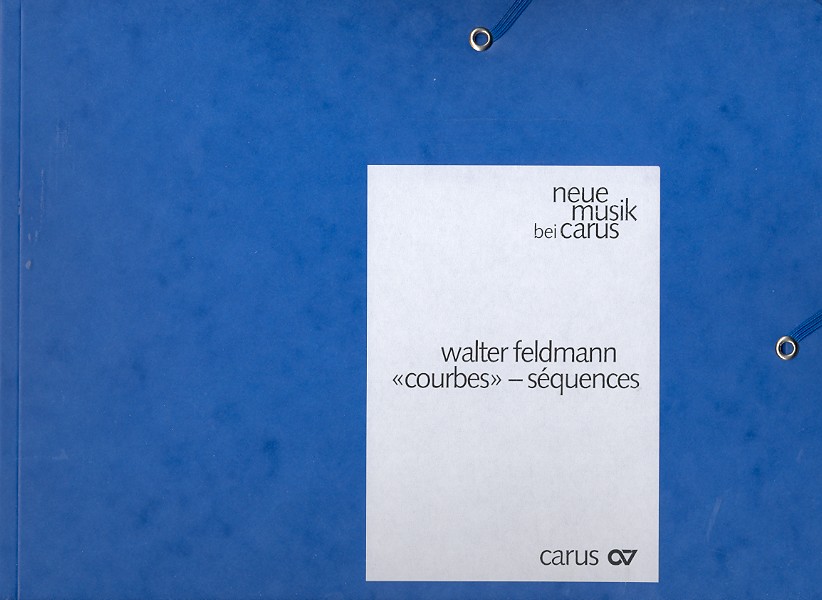 neue
musik
bei carus
walter feldmann
«courbes» – séquences
carus